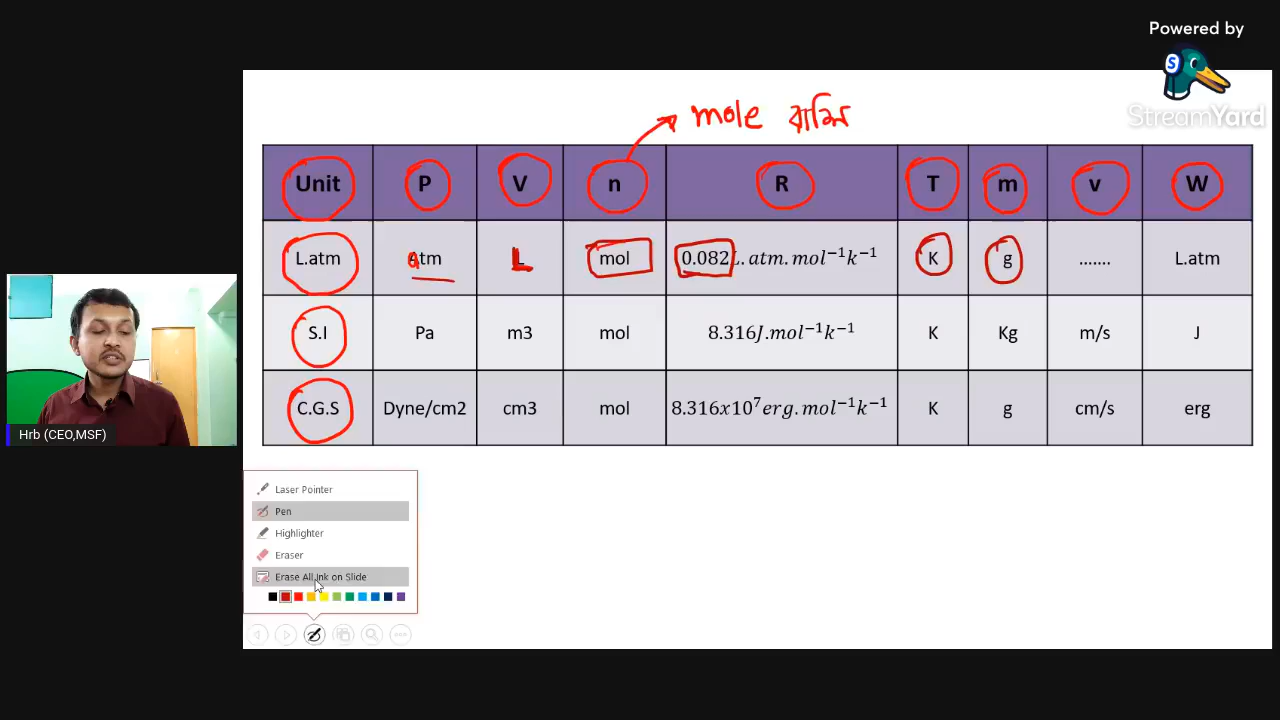 Powered by
StreamYard
mole রাশি
Unit P V n R T m v W
L.atm Atm L mol 0.082L.atm.mol⁻¹k⁻¹ K g ....... L.atm
S.I Pa m3 mol 8.316J.mol⁻¹k⁻¹ K Kg m/s J
C.G.S Dyne/cm2 cm3 mol 8.316x10⁷erg.mol⁻¹k⁻¹ K g cm/s erg
Hrb (CEO,MSF)
Laser Pointer
Pen
Highlighter
Eraser
Erase All Ink on Slide